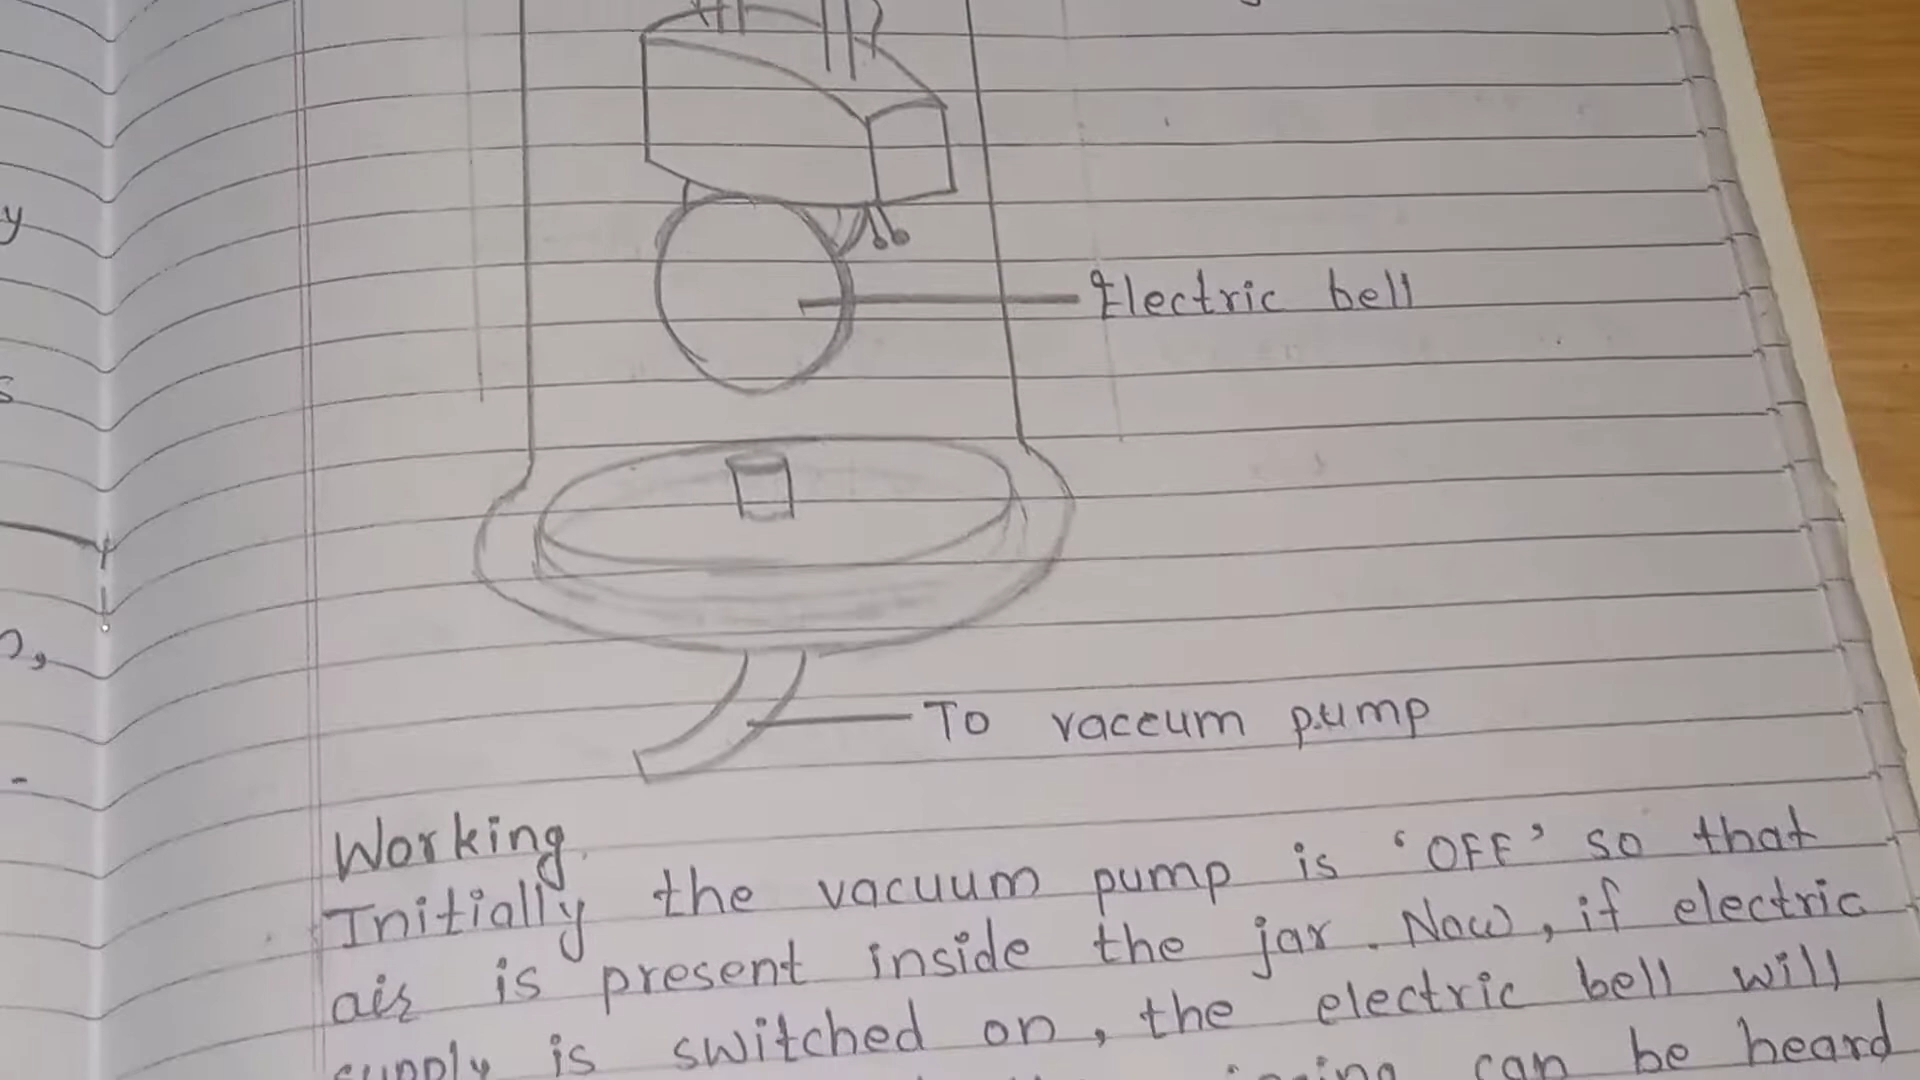 Electric bell
To vaccum pump
Working
Initially the vacuum pump is 'OFF' so that
air is present inside the jar. Now, if electric
supply is switched on, the electric bell will
can be heard